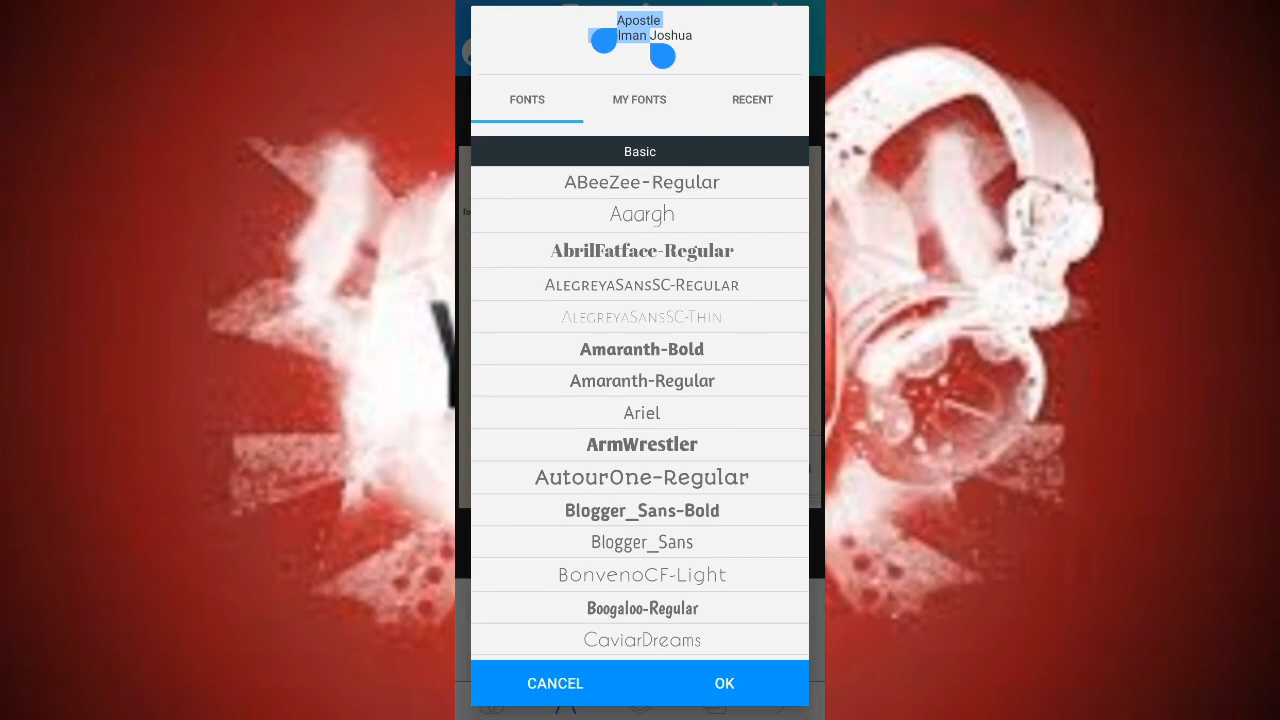 Apostle
Iman Joshua
FONTS
MY FONTS
RECENT
Basic
ABeeZee-Regular
Aaargh
AbrilFatface-Regular
AlegreyaSansSC-Regular
AlegreyaSansSC-Thin
Amaranth-Bold
Amaranth-Regular
Ariel
ArmWrestler
AutourOne-Regular
Blogger_Sans-Bold
Blogger_Sans
BonvenoCF-Light
Boogaloo-Regular
CaviarDreams
CANCEL
OK